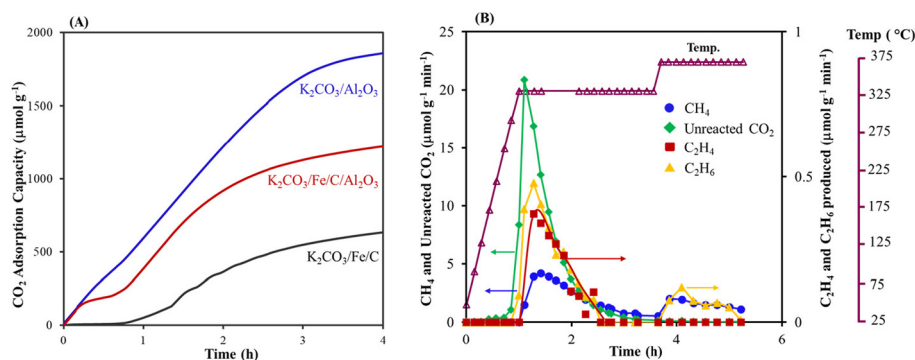 (A)
CO₂ Adsorption Capacity (µmol g⁻¹)
2000
1500
1000
500
0
K₂CO₃/Al₂O₃
K₂CO₃/Fe/C/Al₂O₃
K₂CO₃/Fe/C
0 1 2 3 4
Time (h)
(B)
CH₄ and Unreacted CO₂ (µmol g⁻¹ min⁻¹)
25
20
15
10
5
0
Temp.
CH₄
Unreacted CO₂
C₂H₄
C₂H₆
0 2 4 6
Time (h)
1
0.5
0
C₂H₄ and C₂H₆ produced (µmol g⁻¹ min⁻¹)
Temp ( °C)
375
325
275
225
175
125
75
25